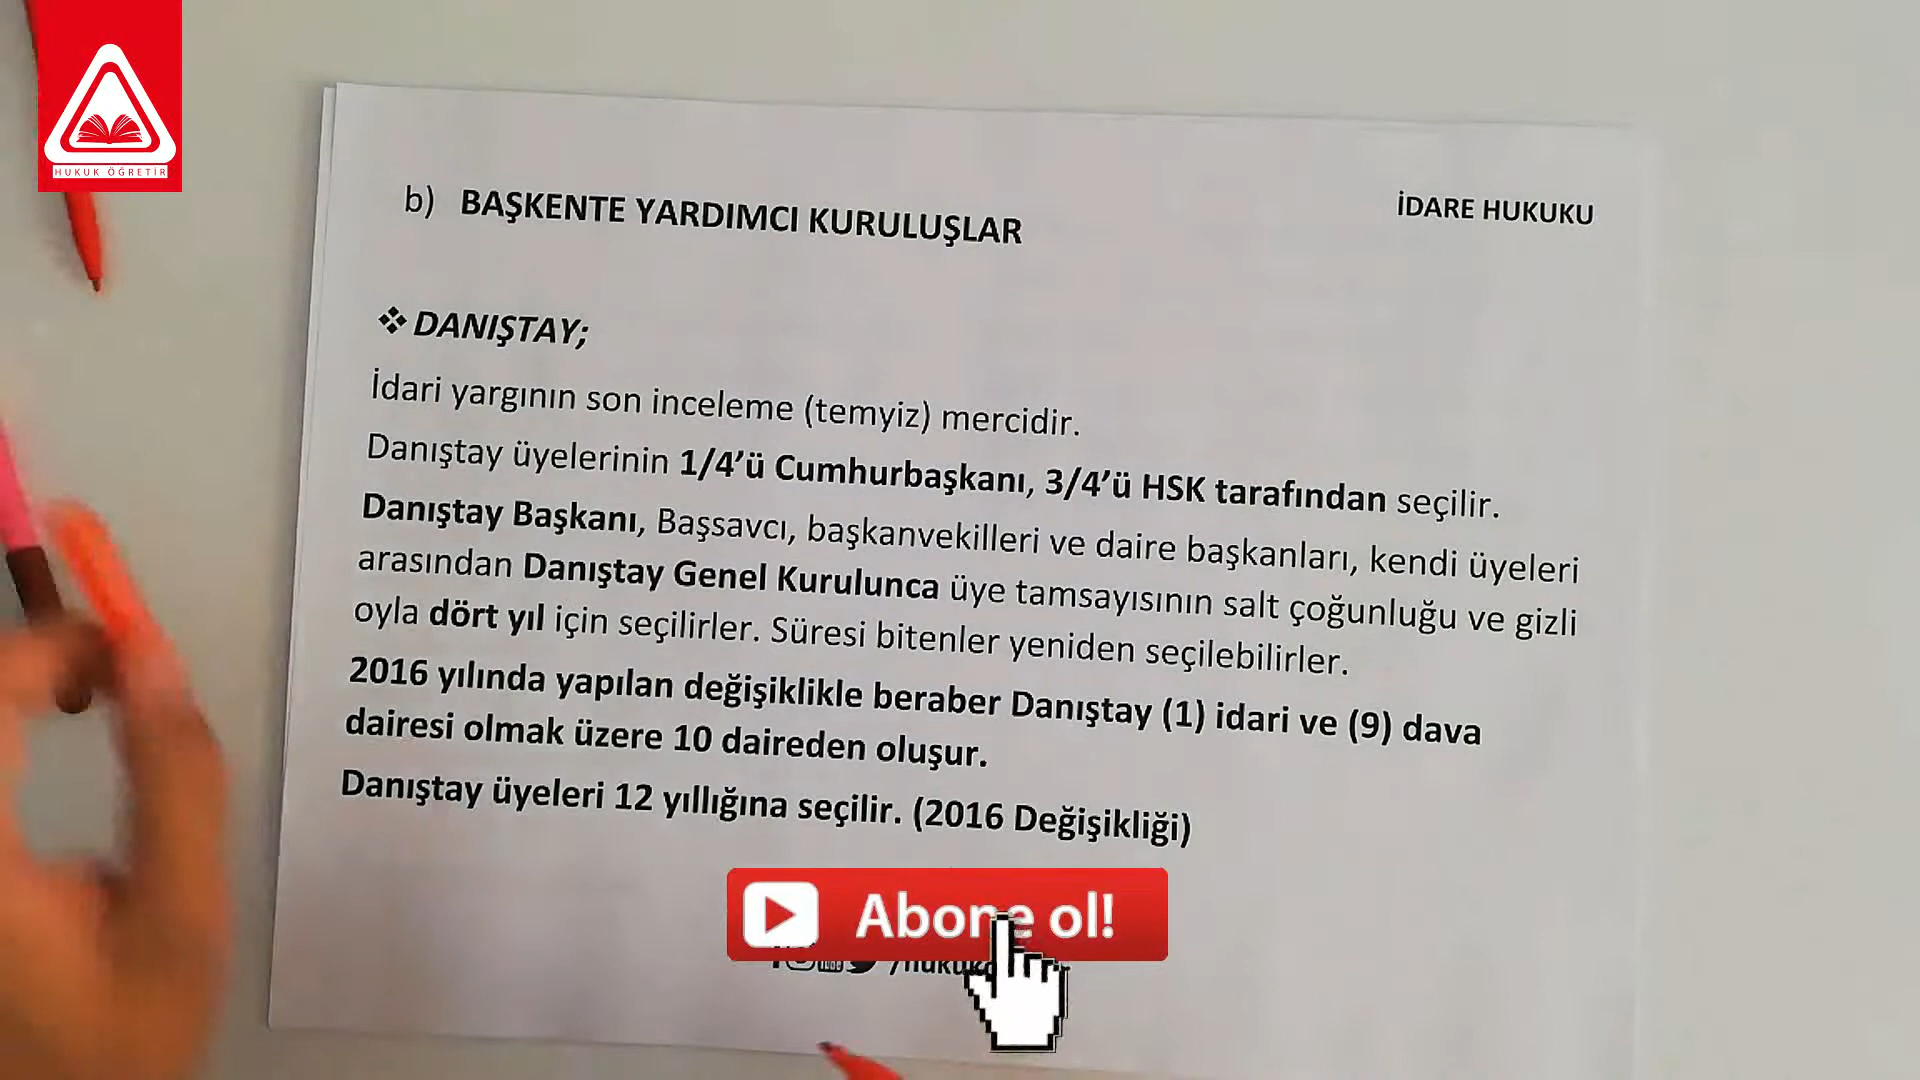 HUKUK ÖĞRETİR
b) BAŞKENTE YARDIMCI KURULUŞLAR
İDARE HUKUKU
DANIŞTAY;
İdari yargının son inceleme (temyiz) mercidir.
Danıştay üyelerinin 1/4’ü Cumhurbaşkanı, 3/4’ü HSK tarafından seçilir.
Danıştay Başkanı, Başsavcı, başkanvekilleri ve daire başkanları, kendi üyeleri
arasından Danıştay Genel Kurulunca üye tamsayısının salt çoğunluğu ve gizli
oyla dört yıl için seçilirler. Süresi bitenler yeniden seçilebilirler.
2016 yılında yapılan değişiklikle beraber Danıştay (1) idari ve (9) dava
dairesi olmak üzere 10 daireden oluşur.
Danıştay üyeleri 12 yıllığına seçilir. (2016 Değişikliği)
Abone ol!